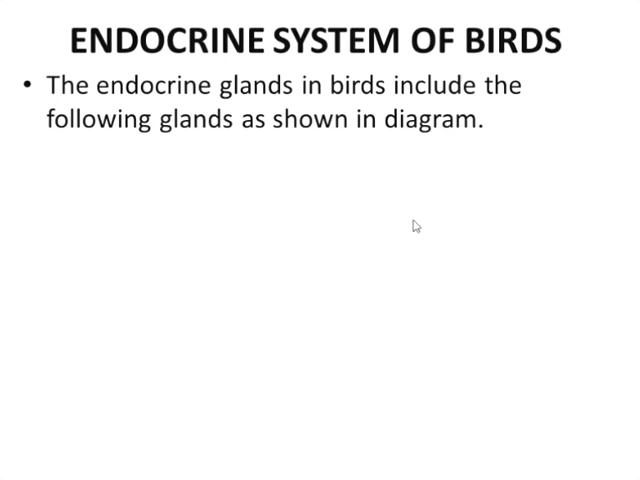 ENDOCRINE SYSTEM OF BIRDS
• The endocrine glands in birds include the
following glands as shown in diagram.